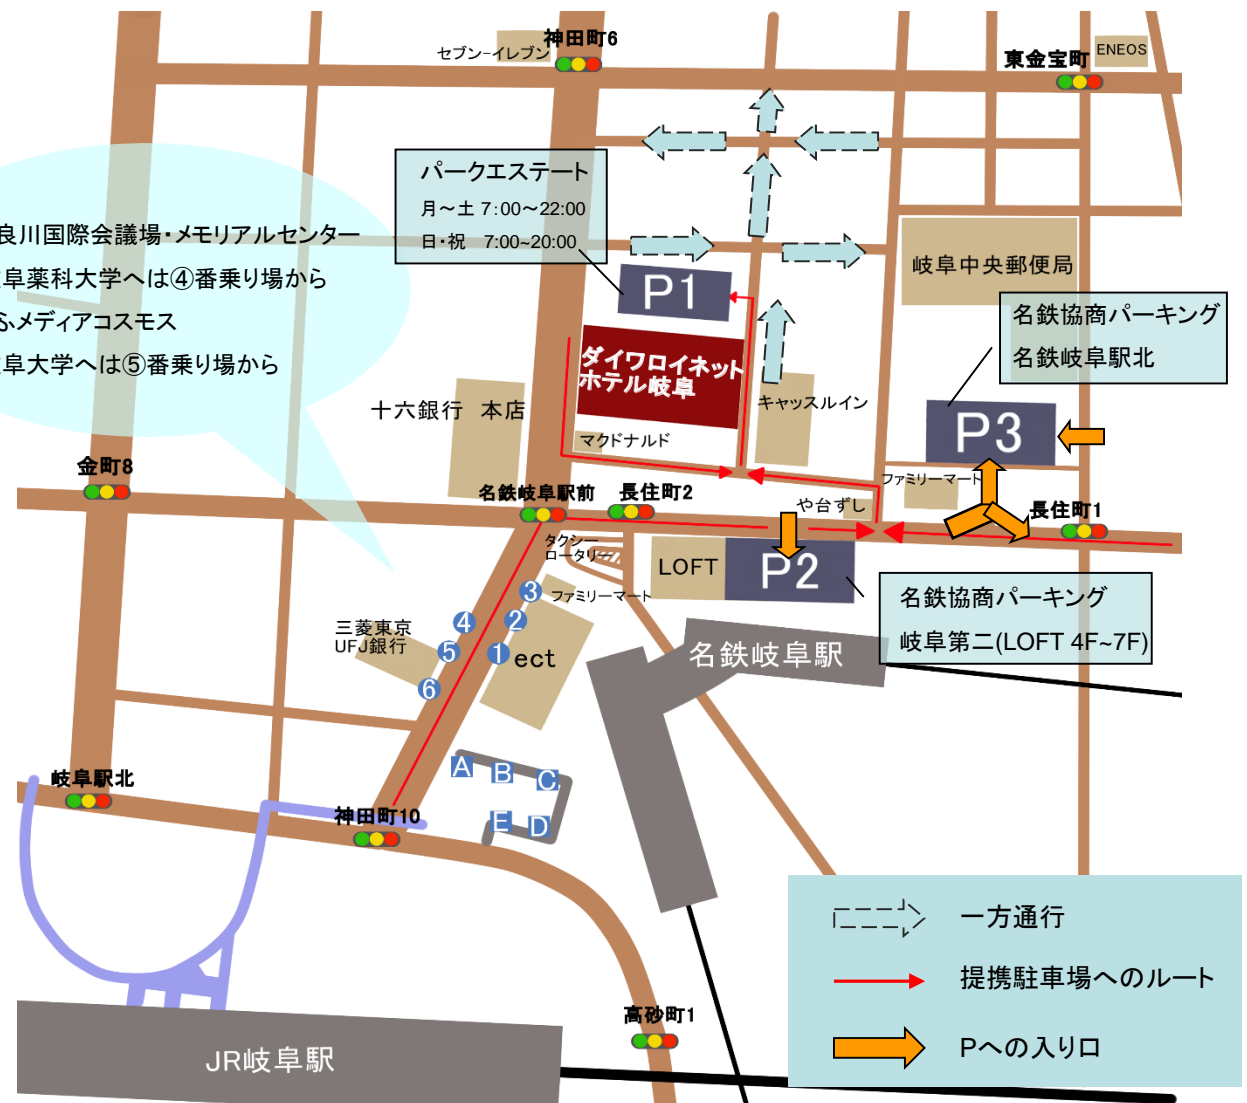 神田町6
セブン-イレブン
東金宝町
ENEOS
パークエステート
月～土 7:00～22:00
日・祝 7:00~20:00
良川国際会議場・メモリアルセンター
阜薬科大学へは④番乗り場から
ふメディアコスモス
阜大学へは⑤番乗り場から
P1
岐阜中央郵便局
名鉄協商パーキング
名鉄岐阜駅北
ダイワロイネット
ホテル岐阜
キャッスルイン
十六銀行 本店
マクドナルド
P3
金町8
名鉄岐阜駅前
長住町2
や台ずし
ファミリーマート
長住町1
タクシー
ロータリー
LOFT
P2
ファミリーマート
名鉄協商パーキング
岐阜第二(LOFT 4F~7F)
三菱東京
UFJ銀行
3
4
2
5
1
6
ect
名鉄岐阜駅
A
B
C
E
D
岐阜駅北
神田町10
高砂町1
JR岐阜駅
一方通行
提携駐車場へのルート
Pへの入り口